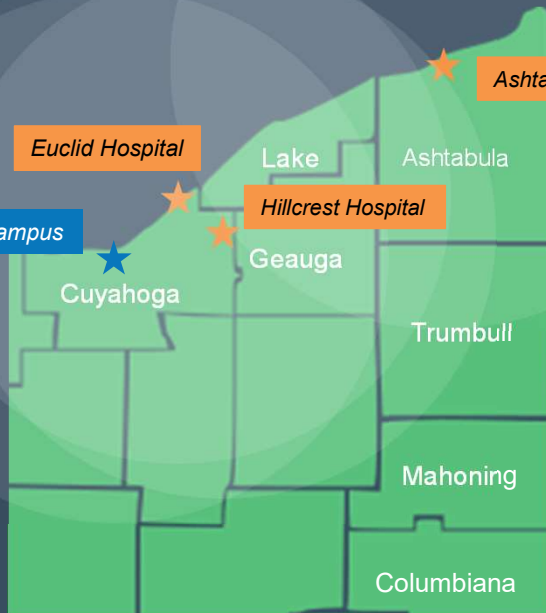 Ashta
Euclid Hospital
Lake
Ashtabula
Hillcrest Hospital
ampus
Geauga
Cuyahoga
Trumbull
Mahoning
Columbiana